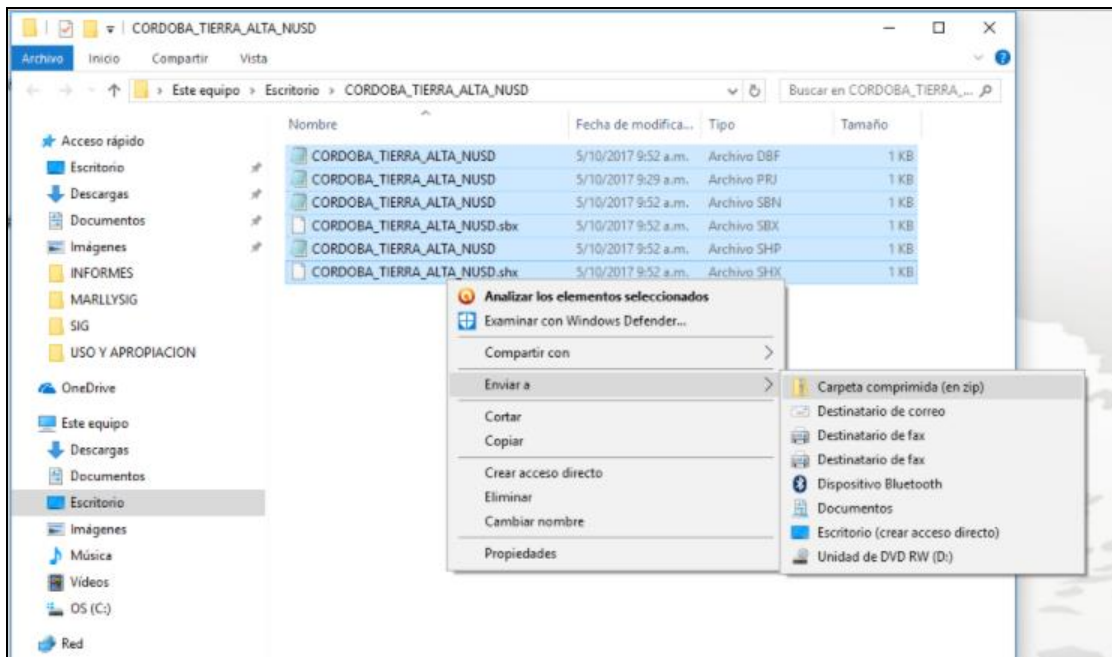 CORDOBA_TIERRA_ALTA_NUSD
Archivo Inicio Compartir Vista
Este equipo > Escritorio > CORDOBA_TIERRA_ALTA_NUSD
Buscar en CORDOBA_TIERRA_...
Nombre Fecha de modifica... Tipo Tamaño
CORDOBA_TIERRA_ALTA_NUSD 5/10/2017 9:52 a.m. Archivo DBF 1 KB
CORDOBA_TIERRA_ALTA_NUSD 5/10/2017 9:29 a.m. Archivo PRJ 1 KB
CORDOBA_TIERRA_ALTA_NUSD 5/10/2017 9:52 a.m. Archivo SBN 1 KB
CORDOBA_TIERRA_ALTA_NUSD.sbx 5/10/2017 9:52 a.m. Archivo SBX 1 KB
CORDOBA_TIERRA_ALTA_NUSD 5/10/2017 9:52 a.m. Archivo SHP 1 KB
CORDOBA_TIERRA_ALTA_NUSD.shx 5/10/2017 9:52 a.m. Archivo SHX 1 KB
Acceso rápido
Escritorio
Descargas
Documentos
Imágenes
INFORMES
MARLLYSIG
SIG
USO Y APROPIACION
OneDrive
Este equipo
Descargas
Documentos
Escritorio
Imágenes
Música
Vídeos
OS (C:)
Red
Analizar los elementos seleccionados
Examinar con Windows Defender...
Compartir con
Enviar a
Cortar
Copiar
Crear acceso directo
Eliminar
Cambiar nombre
Propiedades
Carpeta comprimida (en zip)
Destinatario de correo
Destinatario de fax
Destinatario de fax
Dispositivo Bluetooth
Documentos
Escritorio (crear acceso directo)
Unidad de DVD RW (D:)